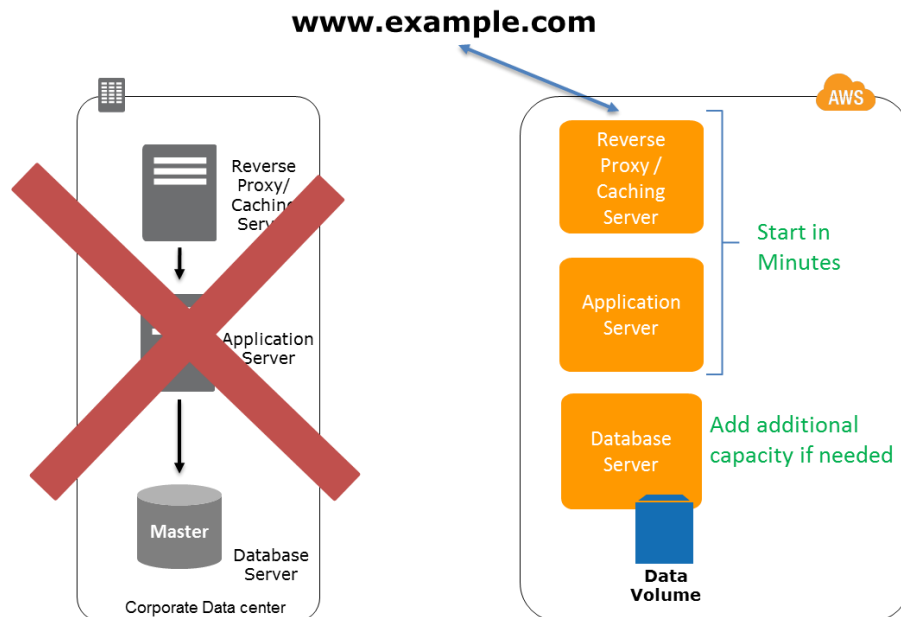 www.example.com
AWS
Reverse
Proxy/
Caching
Server
Application
Server
Master
Database
Server
Corporate Data center
Reverse
Proxy /
Caching
Server
Start in
Minutes
Application
Server
Database
Server
Add additional
capacity if needed
Data
Volume